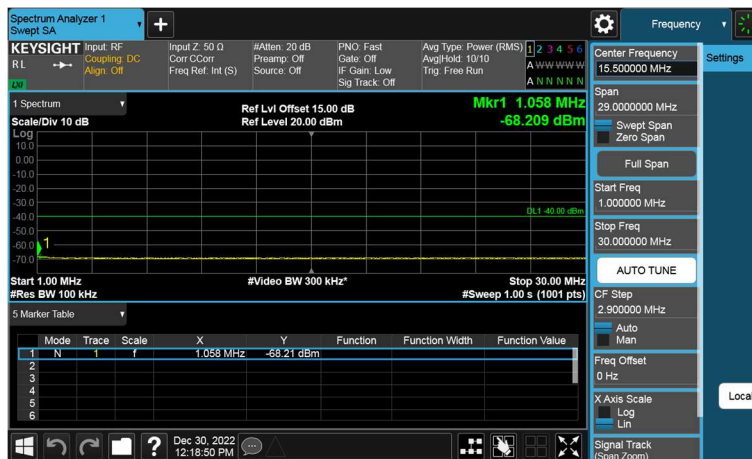 Spectrum Analyzer 1
Swept SA
+
Frequency
KEYSIGHT
RL
LXI
Input: RF
Coupling: DC
Align: Off
Input Z: 50 Ω
Corr CCorr
Freq Ref: Int (S)
#Atten: 20 dB
Preamp: Off
Source: Off
PNO: Fast
Gate: Off
IF Gain: Low
Sig Track: Off
Avg Type: Power (RMS)
Avg|Hold: 10/10
Trig: Free Run
1 2 3 4 5 6
A W W W W W
A N N N N N
1 Spectrum
Scale/Div 10 dB
Log
Ref Lvl Offset 15.00 dB
Ref Level 20.00 dBm
Mkr1 1.058 MHz
-68.209 dBm
10.0
0.00
-10.0
-20.0
-30.0
-40.0
-50.0
-60.0
-70.0
DL1 -40.00 dBm
1
Start 1.00 MHz
#Res BW 100 kHz
#Video BW 300 kHz*
Stop 30.00 MHz
#Sweep 1.00 s (1001 pts)
5 Marker Table
Mode Trace Scale X Y Function Function Width Function Value
1 N 1 f 1.058 MHz -68.21 dBm
2
3
4
5
6
?
Dec 30, 2022
12:18:50 PM
Center Frequency
15.500000 MHz
Settings
Span
29.0000000 MHz
Swept Span
Zero Span
Full Span
Start Freq
1.000000 MHz
Stop Freq
30.000000 MHz
AUTO TUNE
CF Step
2.900000 MHz
Auto
Man
Freq Offset
0 Hz
X Axis Scale
Log
Lin
Local
Signal Track
(Span Zoom)